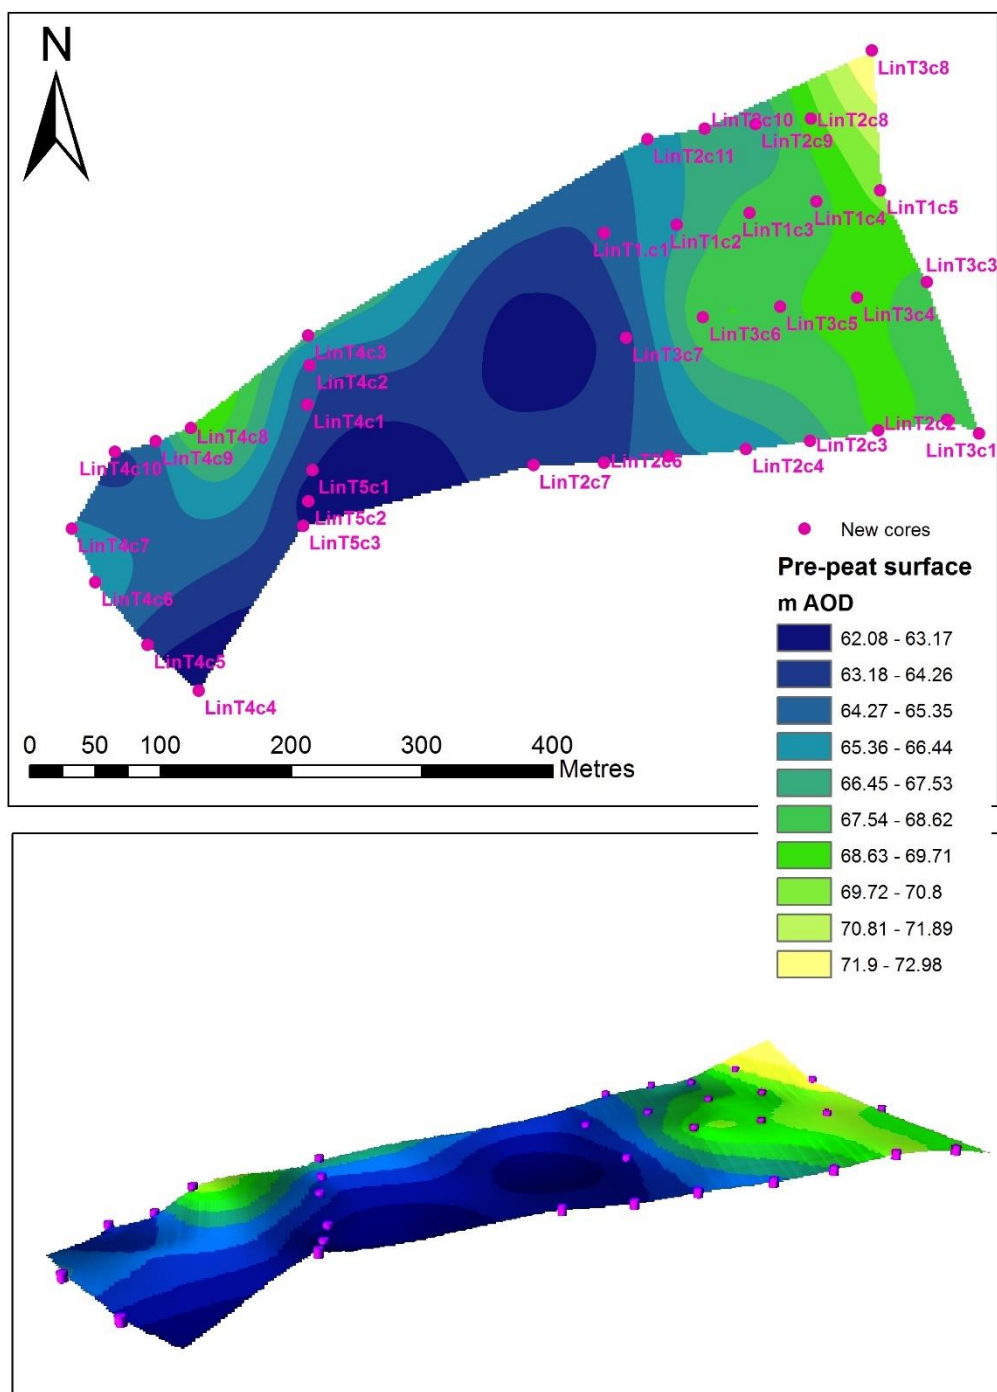 N
LinT3c8
LinT2c10
LinT2c8
LinT2c9
LinT2c11
LinT1c5
LinT1c4
LinT1c3
LinT1.c1
LinT1c2
LinT3c3
LinT3c4
LinT3c5
LinT3c6
LinT3c7
LinT4c3
LinT4c2
LinT4c1
LinT4c8
LinT4c9
LinT4c10
LinT2c2
LinT3c1
LinT2c3
LinT2c4
LinT2c6
LinT2c7
LinT5c1
LinT5c2
LinT5c3
LinT4c7
LinT4c6
LinT4c5
LinT4c4
0 50 100 200 300 400
Metres
New cores
Pre-peat surface
m AOD
62.08 - 63.17
63.18 - 64.26
64.27 - 65.35
65.36 - 66.44
66.45 - 67.53
67.54 - 68.62
68.63 - 69.71
69.72 - 70.8
70.81 - 71.89
71.9 - 72.98